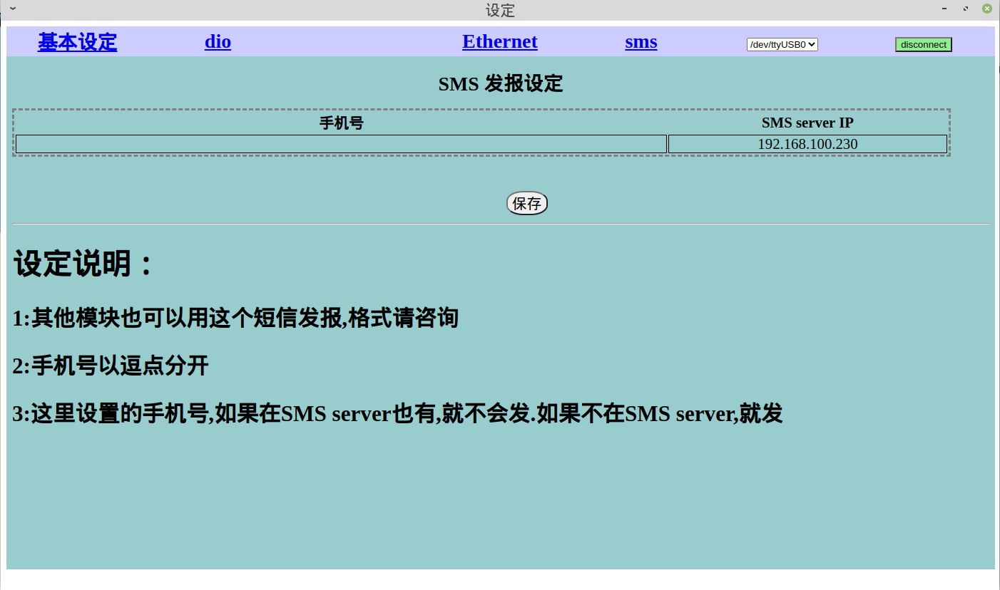 设定
基本设定 dio Ethernet sms /dev/ttyUSB0 disconnect
SMS 发报设定
手机号 SMS server IP
192.168.100.230
保存
设定说明：
1:其他模块也可以用这个短信发报,格式请咨询
2:手机号以逗点分开
3:这里设置的手机号,如果在SMS server也有,就不会发.如果不在SMS server,就发